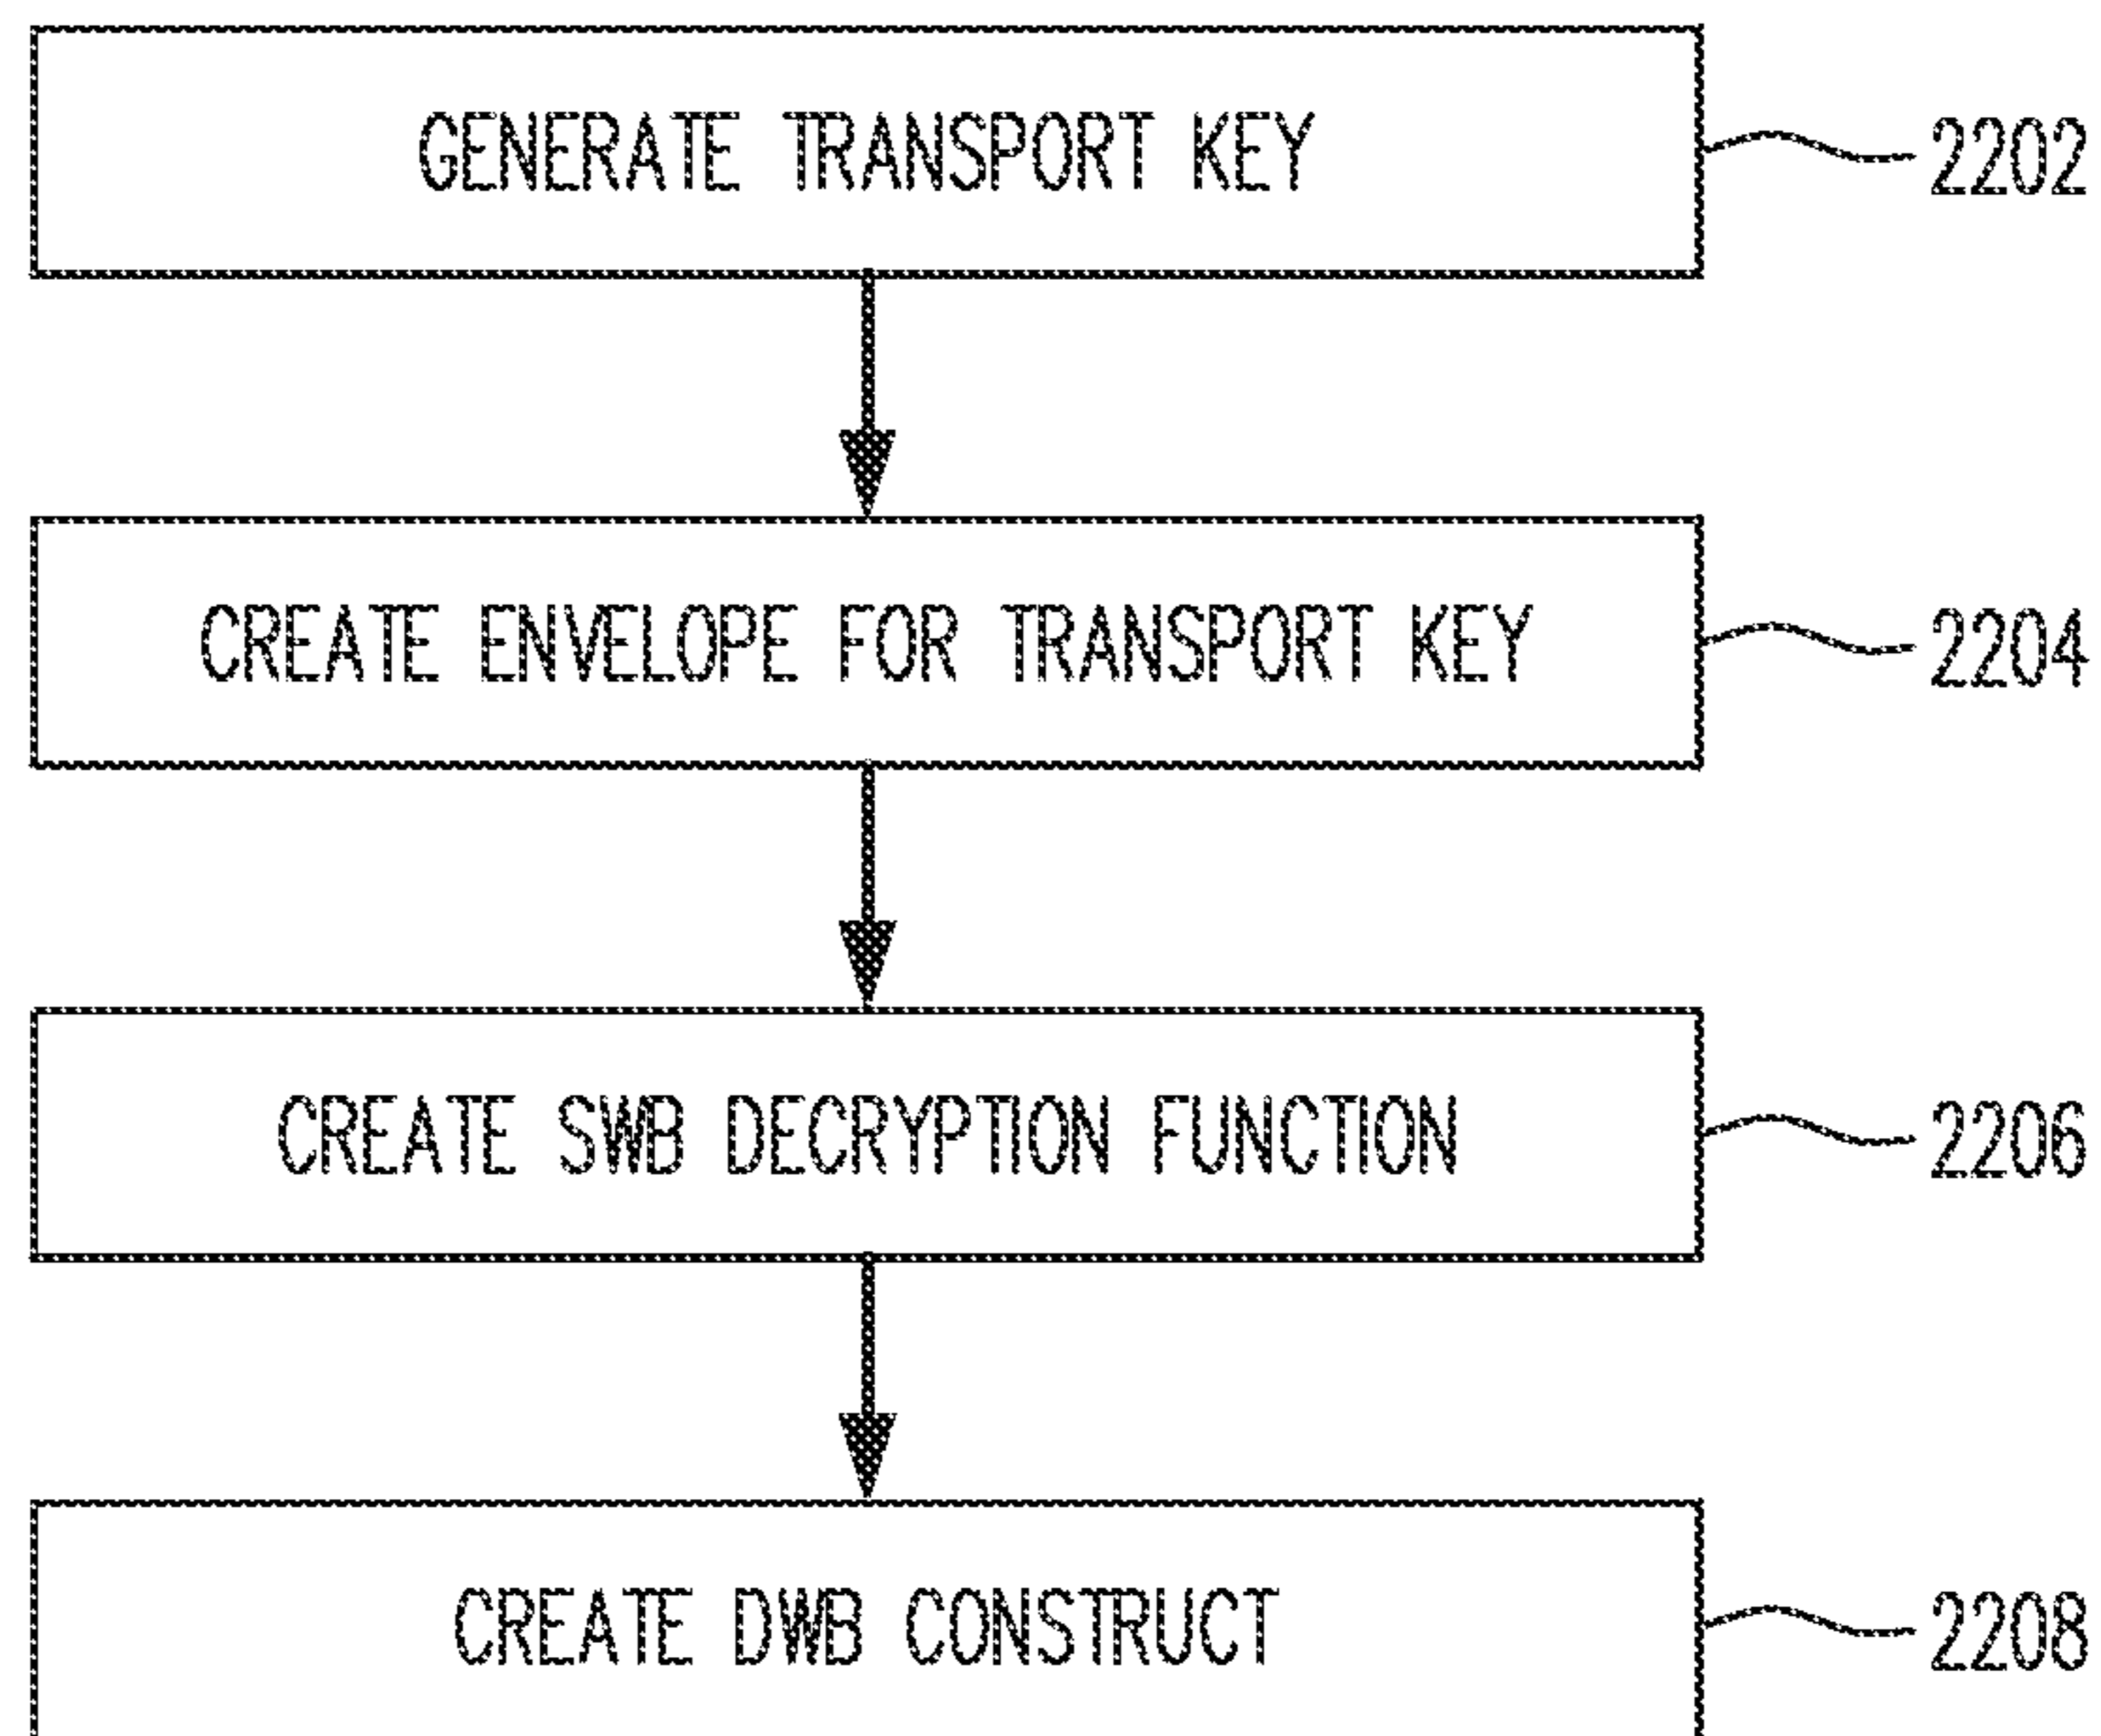 GENERATE TRANSPORT KEY
2202
CREATE ENVELOPE FOR TRANSPORT KEY
2204
CREATE SWB DECRYPTION FUNCTION
2206
CREATE DWB CONSTRUCT
2208